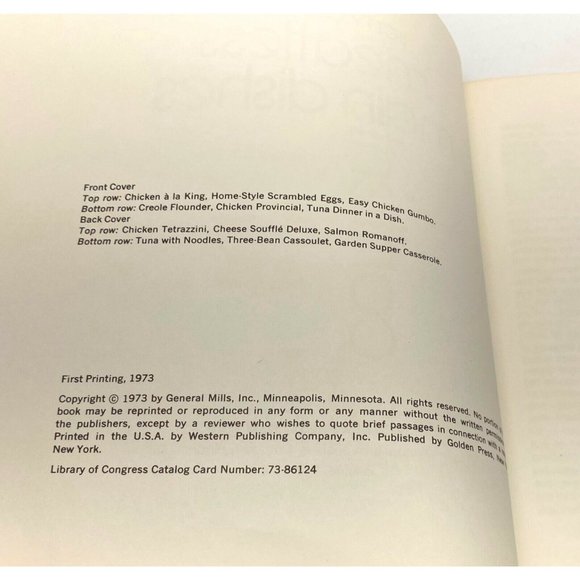 Front Cover
Top row: Chicken à la King, Home-Style Scrambled Eggs, Easy Chicken Gumbo.
Bottom row: Creole Flounder, Chicken Provincial, Tuna Dinner in a Dish.
Back Cover
Top row: Chicken Tetrazzini, Cheese Soufflé Deluxe, Salmon Romanoff.
Bottom row: Tuna with Noodles, Three-Bean Cassoulet, Garden Supper Casserole.
First Printing, 1973
Copyright © 1973 by General Mills, Inc., Minneapolis, Minnesota. All rights reserved. No portion
book may be reprinted or reproduced in any form or any manner without the written
the publishers, except by a reviewer who wishes to quote brief passages in connection with a
Printed in the U.S.A. by Western Publishing Company, Inc. Published by Golden Press, New
New York.
Library of Congress Catalog Card Number: 73-86124